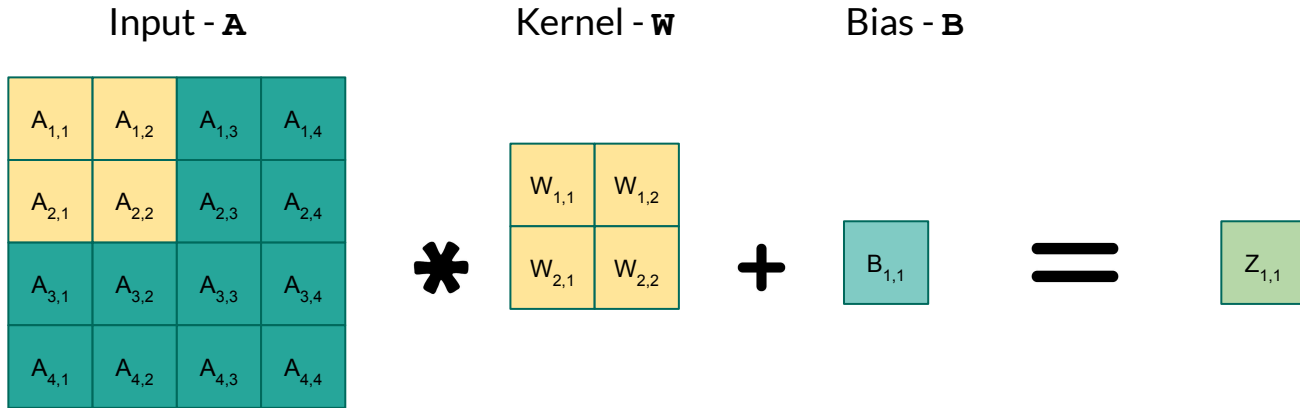 Input - A Kernel - W Bias - B
A1,1 A1,2 A1,3 A1,4
A2,1 A2,2 A2,3 A2,4
A3,1 A3,2 A3,3 A3,4
A4,1 A4,2 A4,3 A4,4
*
W1,1 W1,2
W2,1 W2,2
+
B1,1
=
Z1,1